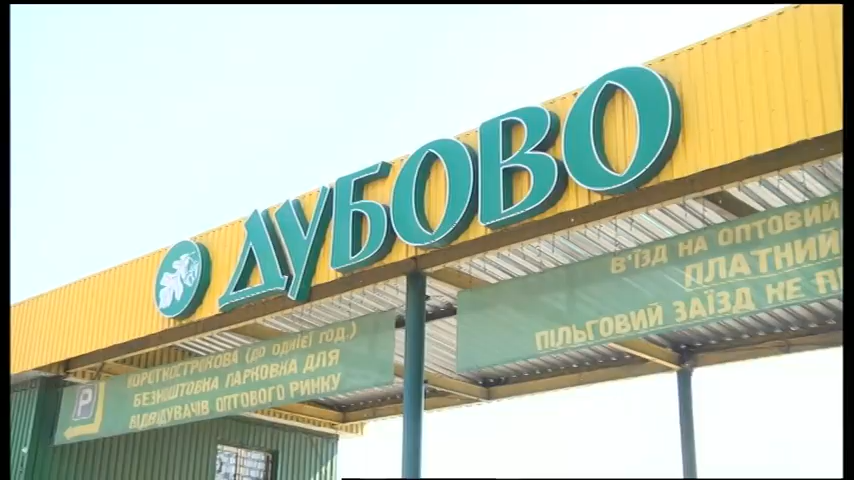 ДУБОВО
КОРОТКОСТРОКОВА (ДО ОДНІЄЇ ГОД.)
БЕЗКОШТОВНА ПАРКОВКА ДЛЯ
ВІДВІДУВАЧІВ ОПТОВОГО РИНКУ
P
В'ЇЗД НА ОПТОВИЙ
ПЛАТНИЙ
ПІЛЬГОВИЙ ЗАЇЗД НЕ